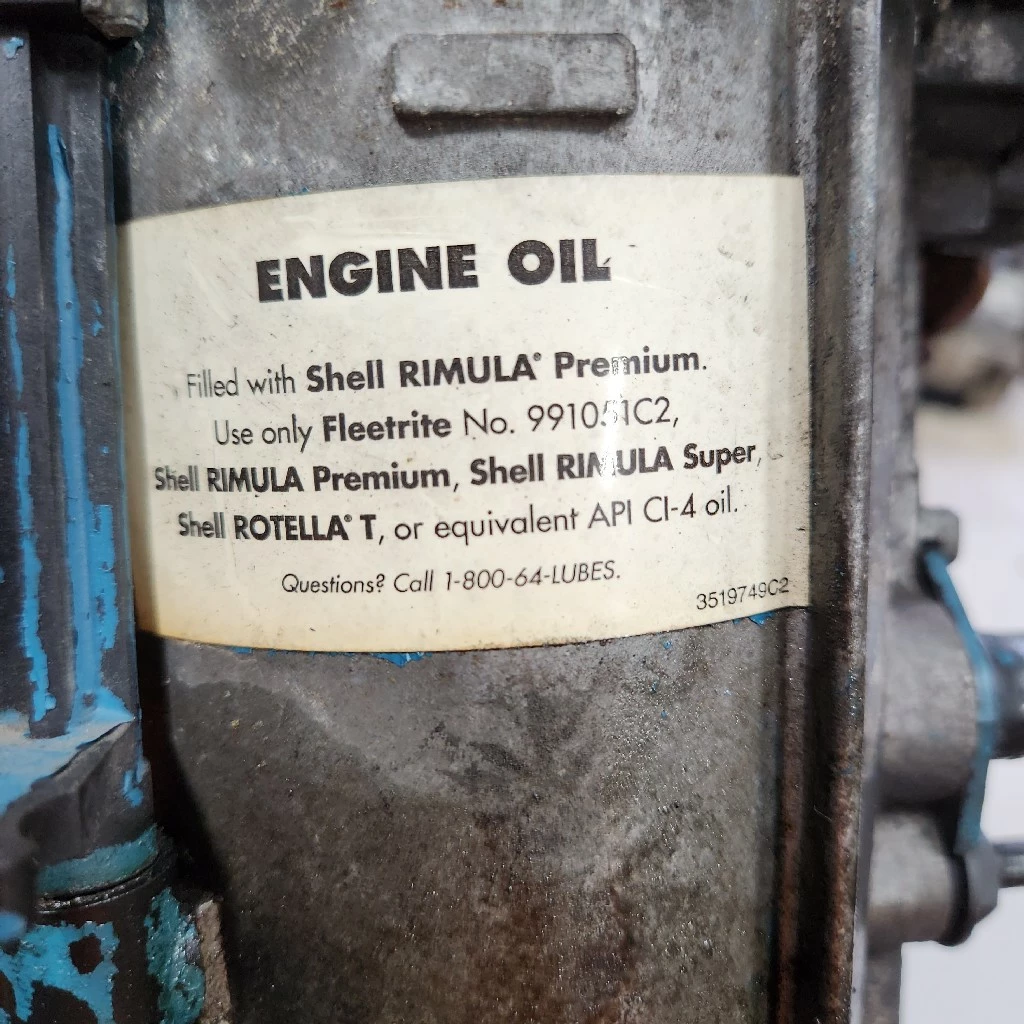 ENGINE OIL
Filled with Shell RIMULA® Premium.
Use only Fleetrite No. 991051C2,
Shell RIMULA Premium, Shell RIMULA Super,
Shell ROTELLA® T, or equivalent API CI-4 oil.
Questions? Call 1-800-64-LUBES.
3519749C2